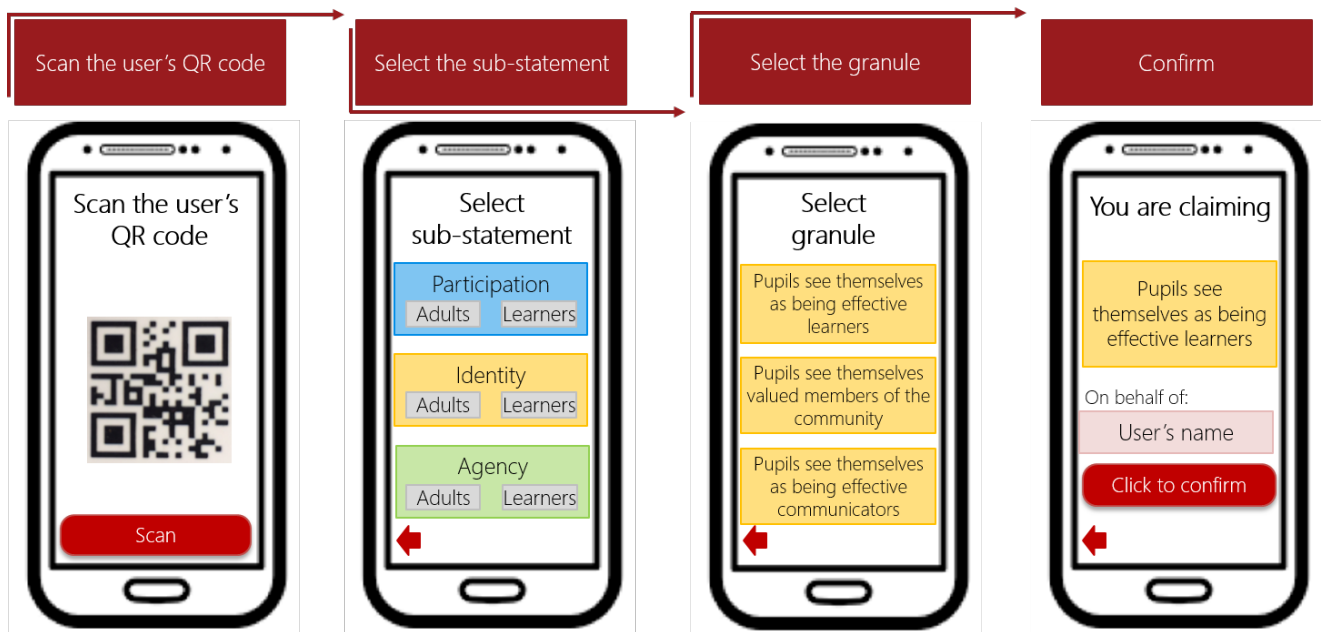 Scan the user's QR code
Select the sub-statement
Select the granule
Confirm
Scan the user's
QR code
Scan
Select
sub-statement
Participation
Adults
Learners
Identity
Adults
Learners
Agency
Adults
Learners
Select
granule
Pupils see themselves
as being effective
learners
Pupils see themselves
valued members of the
community
Pupils see themselves
as being effective
communicators
You are claiming
Pupils see
themselves as being
effective learners
On behalf of:
User's name
Click to confirm